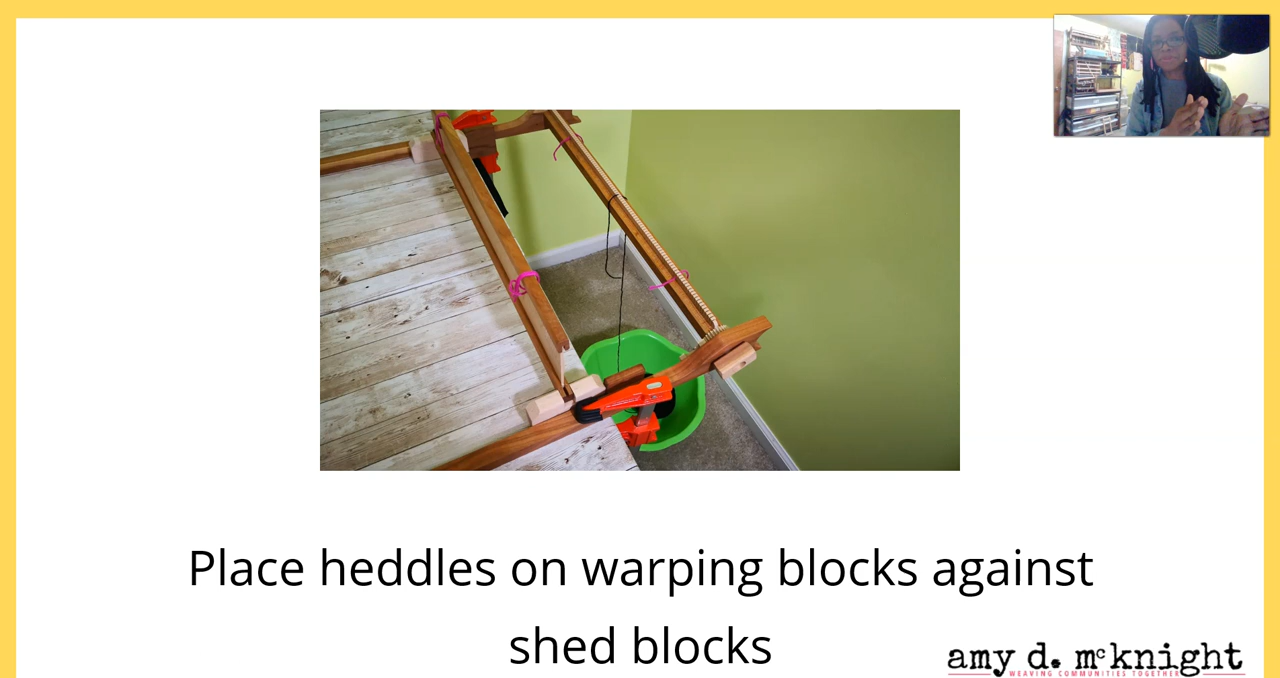 Place heddles on warping blocks against
shed blocks
amy d. mcknight
WEAVING COMMUNITIES TOGETHER